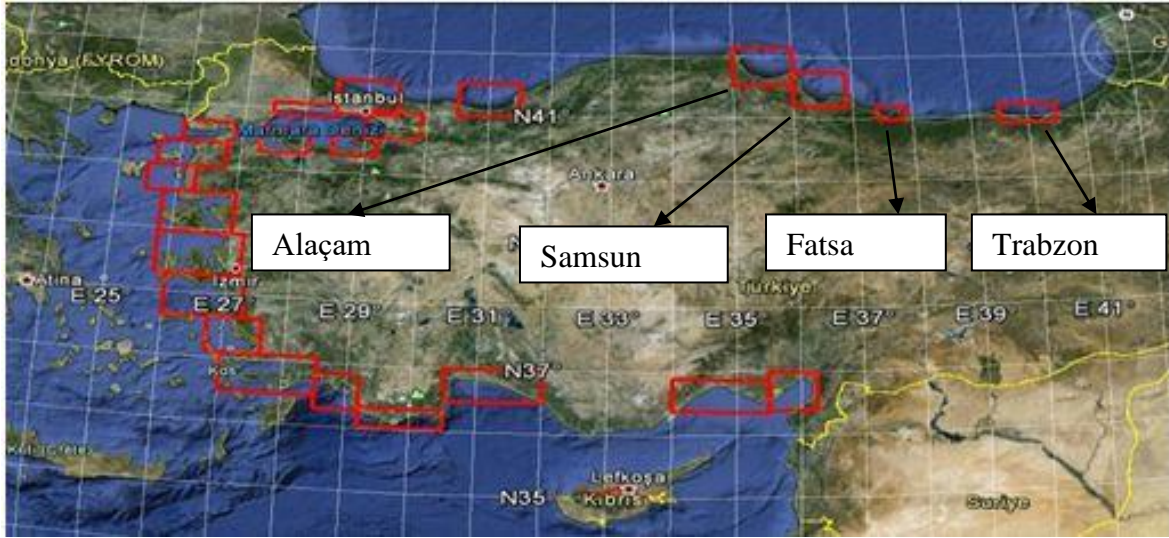 donya (FYROM)
G
İstanbul
Marmara Denizi
N41°
Ankara
Alaçam
Samsun
Fatsa
Trabzon
İzmir
Türkiye
E 25°
E 27°
E 29°
E 31°
E 33°
E 35°
E 37°
E 39°
E 41°
Kos
N37°
Lefkoşa
N35°
Kıbrıs
Suriye